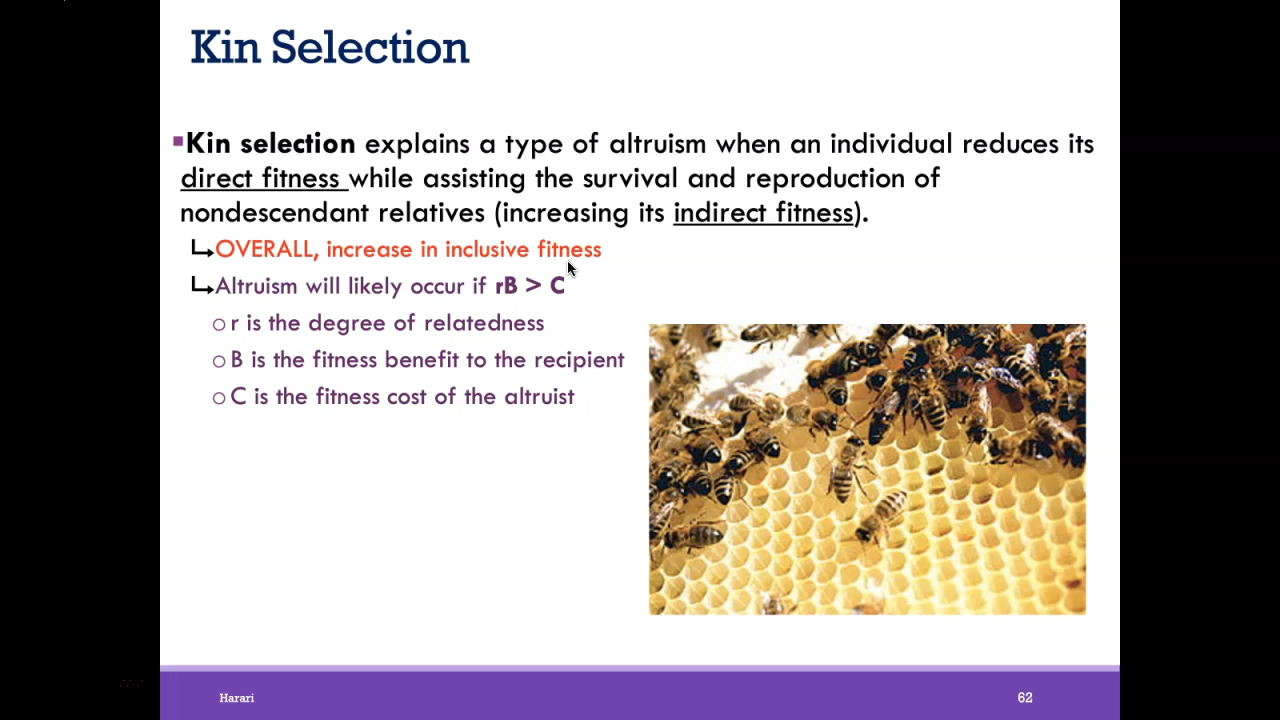 Kin Selection
Kin selection explains a type of altruism when an individual reduces its
direct fitness while assisting the survival and reproduction of
nondescendant relatives (increasing its indirect fitness).
OVERALL, increase in inclusive fitness
Altruism will likely occur if rB > C
r is the degree of relatedness
B is the fitness benefit to the recipient
C is the fitness cost of the altruist
Harari
62